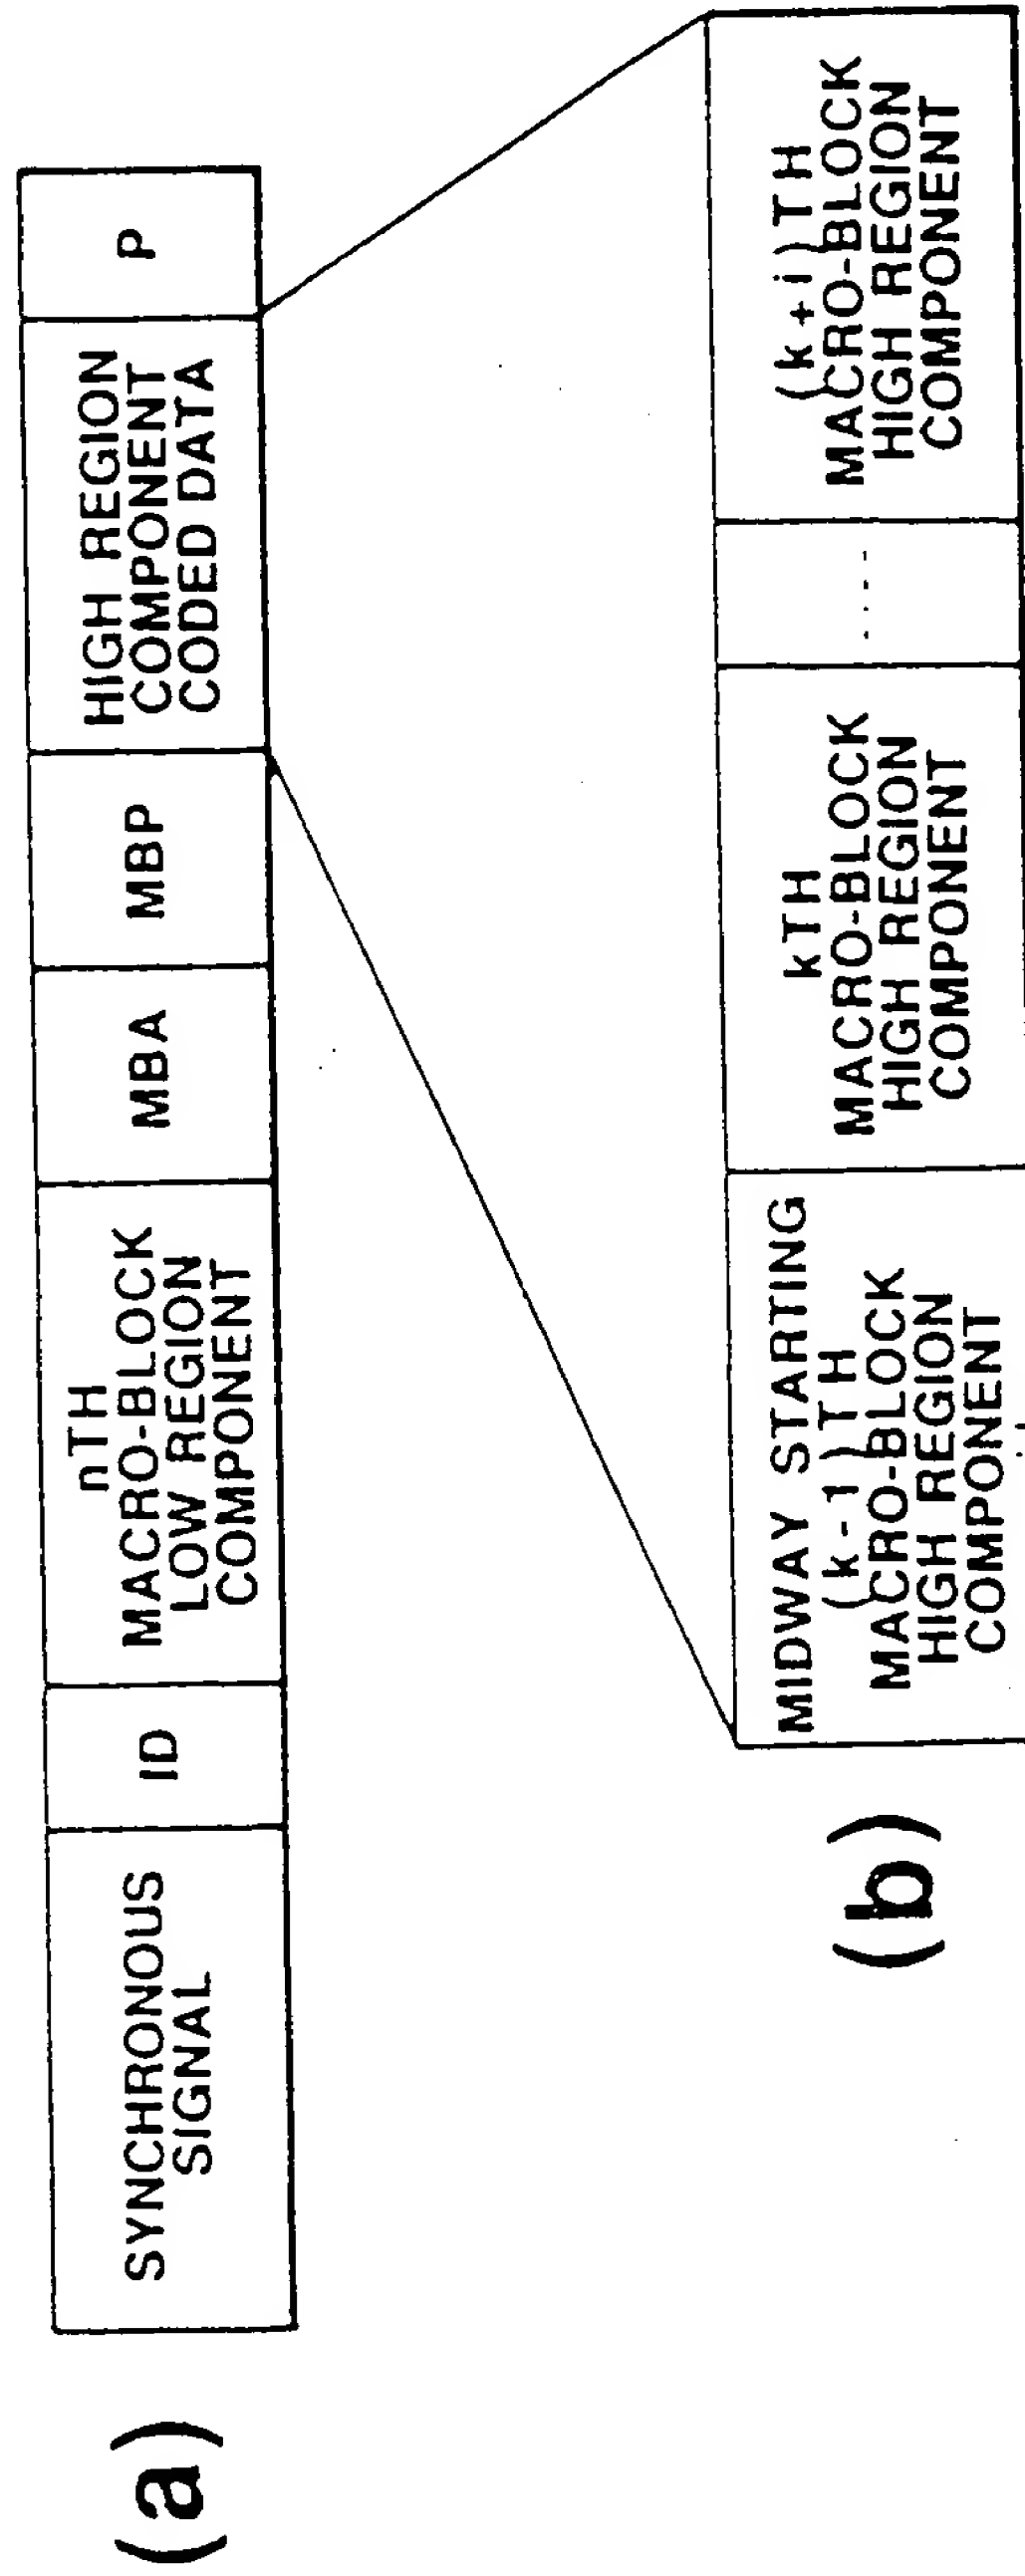 (a)
SYNCHRONOUS
SIGNAL
ID
nTH
MACRO-BLOCK
LOW REGION
COMPONENT
MBA
MBP
HIGH REGION
COMPONENT
CODED DATA
P
(b)
MIDWAY STARTING
(k-1)TH
MACRO-BLOCK
HIGH REGION
COMPONENT
kTH
MACRO-BLOCK
HIGH REGION
COMPONENT
.....
(k+i)TH
MACRO-BLOCK
HIGH REGION
COMPONENT